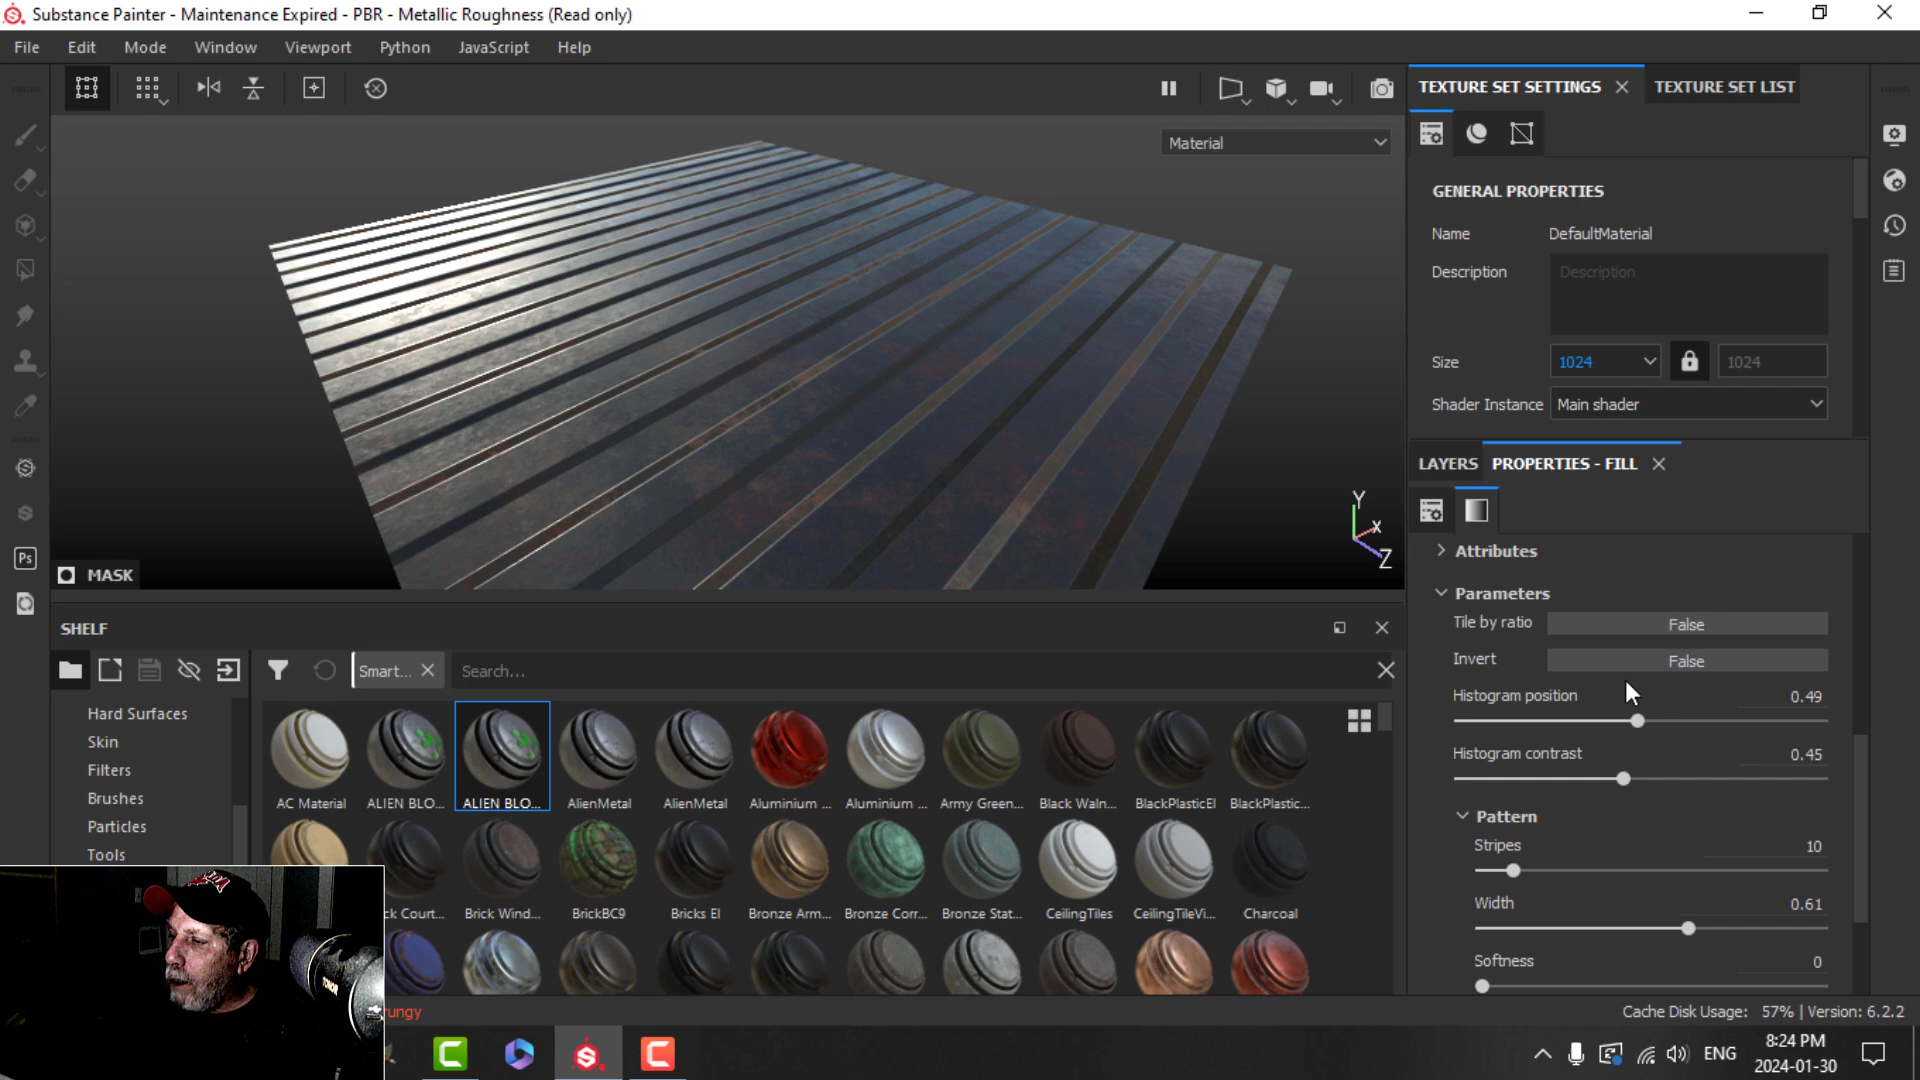 Substance Painter - Maintenance Expired - PBR - Metallic Roughness (Read only)
File Edit Mode Window Viewport Python JavaScript Help
TEXTURE SET SETTINGS TEXTURE SET LIST
Material
GENERAL PROPERTIES
Name DefaultMaterial
Description Description
Size 1024 1024
Shader Instance Main shader
LAYERS PROPERTIES - FILL
Y
X
Z
Ps
MASK
Attributes
Parameters
Tile by ratio False
Invert False
Histogram position 0.49
Histogram contrast 0.45
Pattern
Stripes 10
Width 0.61
Softness 0
SHELF
Smart... Search...
Hard Surfaces
Skin
Filters
Brushes
Particles
Tools
AC Material ALIEN BLO... ALIEN BLO... AlienMetal AlienMetal Aluminium ... Aluminium ... Army Green... Black Waln... BlackPlasticEl BlackPlastic...
ck Court... Brick Wind... BrickBC9 Bricks El Bronze Arm... Bronze Corr... Bronze Stat... CeilingTiles CeilingTileVi... Charcoal
TONOR
rungy
Cache Disk Usage: 57% | Version: 6.2.2
ENG
8:24 PM
2024-01-30